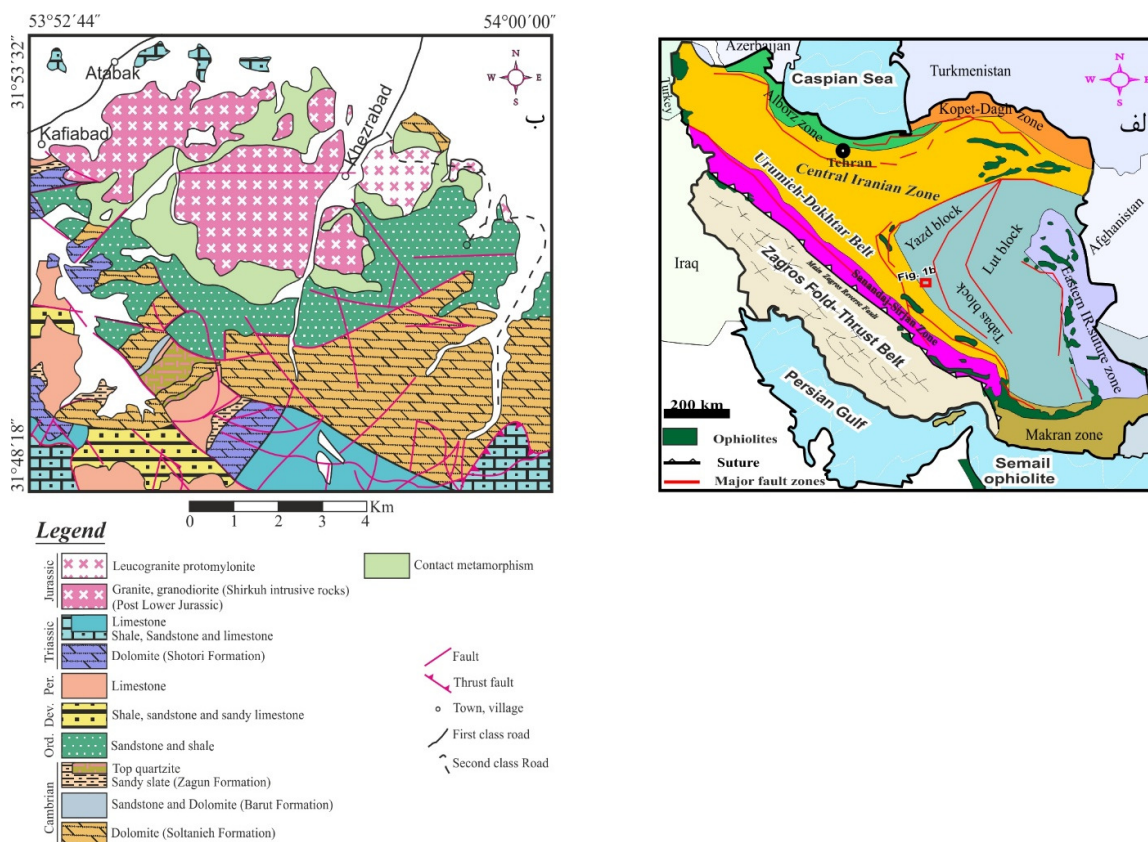 53°52´44˝
54°00´00˝
31°53´32˝
31°48´18˝
Atabak
Kafiabad
Khezrabad
N
W
E
S
ب
0 1 2 3 4
Km
Legend
Jurassic
Leucogranite protomylonite
Granite, granodiorite (Shirkuh intrusive rocks)
(Post Lower Jurassic)
Triassic
Limestone
Shale, Sandstone and limestone
Dolomite (Shotori Formation)
Per.
Limestone
Dev.
Shale, sandstone and sandy limestone
Ord.
Sandstone and shale
Cambrian
Top quartzite
Sandy slate (Zagun Formation)
Sandstone and Dolomite (Barut Formation)
Dolomite (Soltanieh Formation)
Contact metamorphism
Fault
Thrust fault
Town, village
First class road
Second class Road
Azerbaijan
Turkey
Caspian Sea
Turkmenistan
N
W
E
S
الف
Alborz zone
Kopet-Dagh zone
Tehran
Central Iranian Zone
Urumieh-Dokhtar Belt
Yazd block
Lut block
Afghanistan
Iraq
Fig. 1b
Main Zagros Reverse Fault
Sanandaj-Sirjan Zone
Tabas block
Eastern IR.suture zone
Zagros Fold-Thrust Belt
Persian Gulf
Makran zone
Semail
ophiolite
200 km
Ophiolites
Suture
Major fault zones